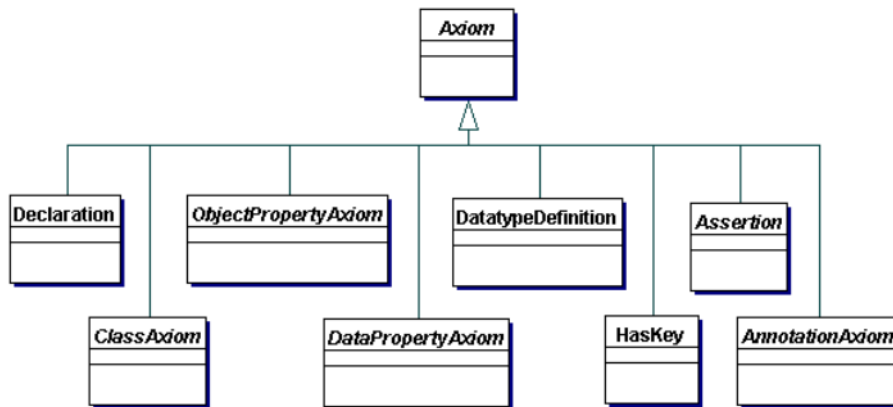 Axiom
Declaration
ObjectPropertyAxiom
DatatypeDefinition
Assertion
ClassAxiom
DataPropertyAxiom
HasKey
AnnotationAxiom